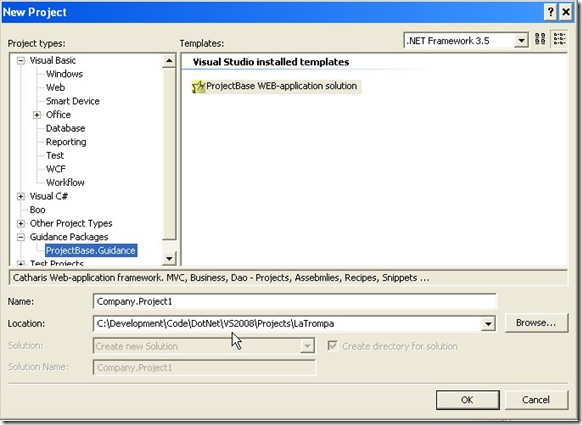 New Project
Project types:
Templates:
.NET Framework 3.5
Visual Basic
Windows
Web
Smart Device
Office
Database
Reporting
Test
WCF
Workflow
Visual C#
Boo
Other Project Types
Guidance Packages
ProjectBase.Guidance
Test Projects
Visual Studio installed templates
ProjectBase WEB-application solution
Catharis Web-application framework. MVC, Business, Dao - Projects, Assebmlies, Recipes, Snippets ...
Name:
Company.Project1
Location:
C:\Development\Code\DotNet\VS2008\Projects\LaTrompa
Browse...
Solution:
Create new Solution
Create directory for solution
Solution Name:
Company.Project1
OK
Cancel